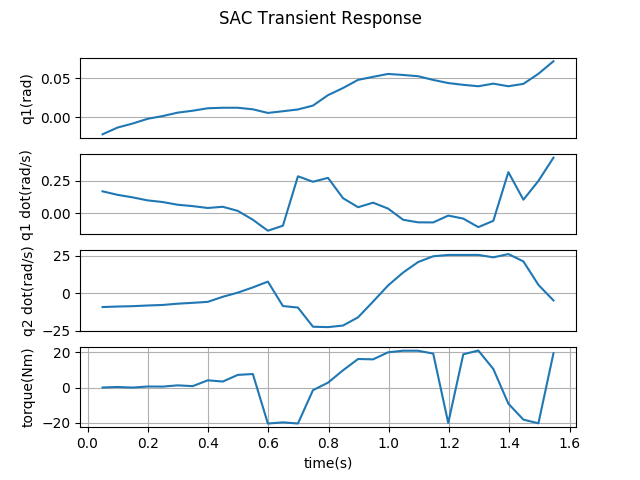 SAC Transient Response
q1(rad)
0.05
0.00
q1 dot(rad/s)
0.25
0.00
q2 dot(rad/s)
25
0
−25
torque(Nm)
20
0
−20
0.0 0.2 0.4 0.6 0.8 1.0 1.2 1.4 1.6
time(s)